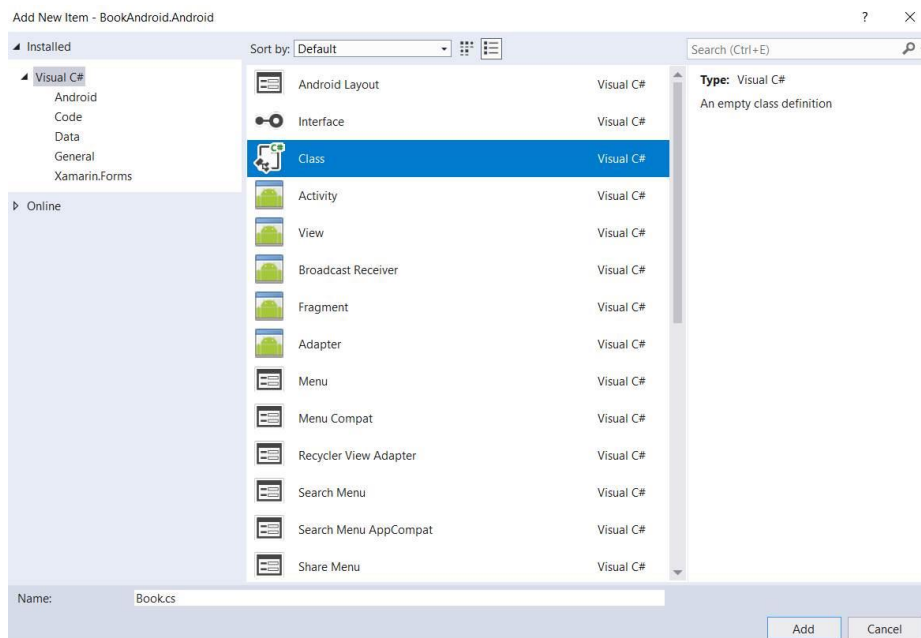 Add New Item - BookAndroid.Android
?
Installed
Visual C#
Android
Code
Data
General
Xamarin.Forms
Online
Sort by: Default
Android Layout Visual C#
Interface Visual C#
C#
Class Visual C#
Activity Visual C#
View Visual C#
Broadcast Receiver Visual C#
Fragment Visual C#
Adapter Visual C#
Menu Visual C#
Menu Compat Visual C#
Recycler View Adapter Visual C#
Search Menu Visual C#
Search Menu AppCompat Visual C#
Share Menu Visual C#
Search (Ctrl+E)
Type: Visual C#
An empty class definition
Name: Book.cs
Add Cancel